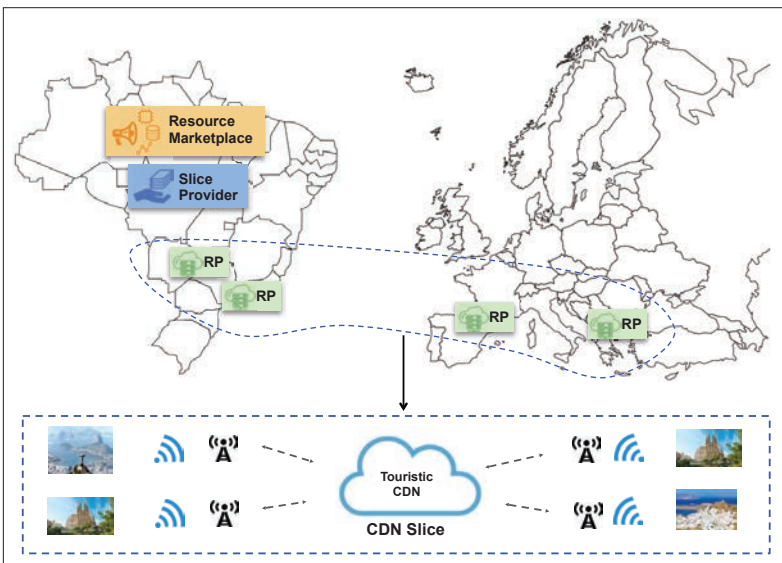 Resource
Marketplace
Slice
Provider
RP
RP
RP
RP
Touristic
CDN
CDN Slice